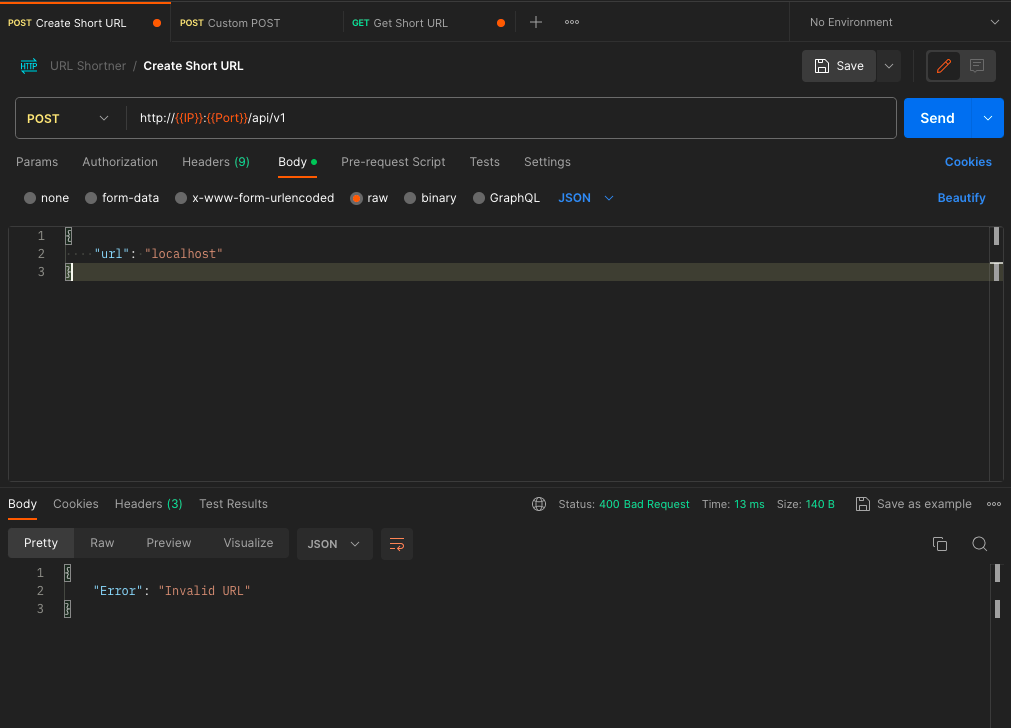 POST Create Short URL POST Custom POST GET Get Short URL No Environment
HTTP URL Shortner / Create Short URL Save
POST http://{{IP}}:{{Port}}/api/v1 Send
Params Authorization Headers (9) Body Pre-request Script Tests Settings Cookies
none form-data x-www-form-urlencoded raw binary GraphQL JSON Beautify
1 {
2 "url": "localhost"
3 }
Body Cookies Headers (3) Test Results Status: 400 Bad Request Time: 13 ms Size: 140 B Save as example
Pretty Raw Preview Visualize JSON
1 {
2 "Error": "Invalid URL"
3 }